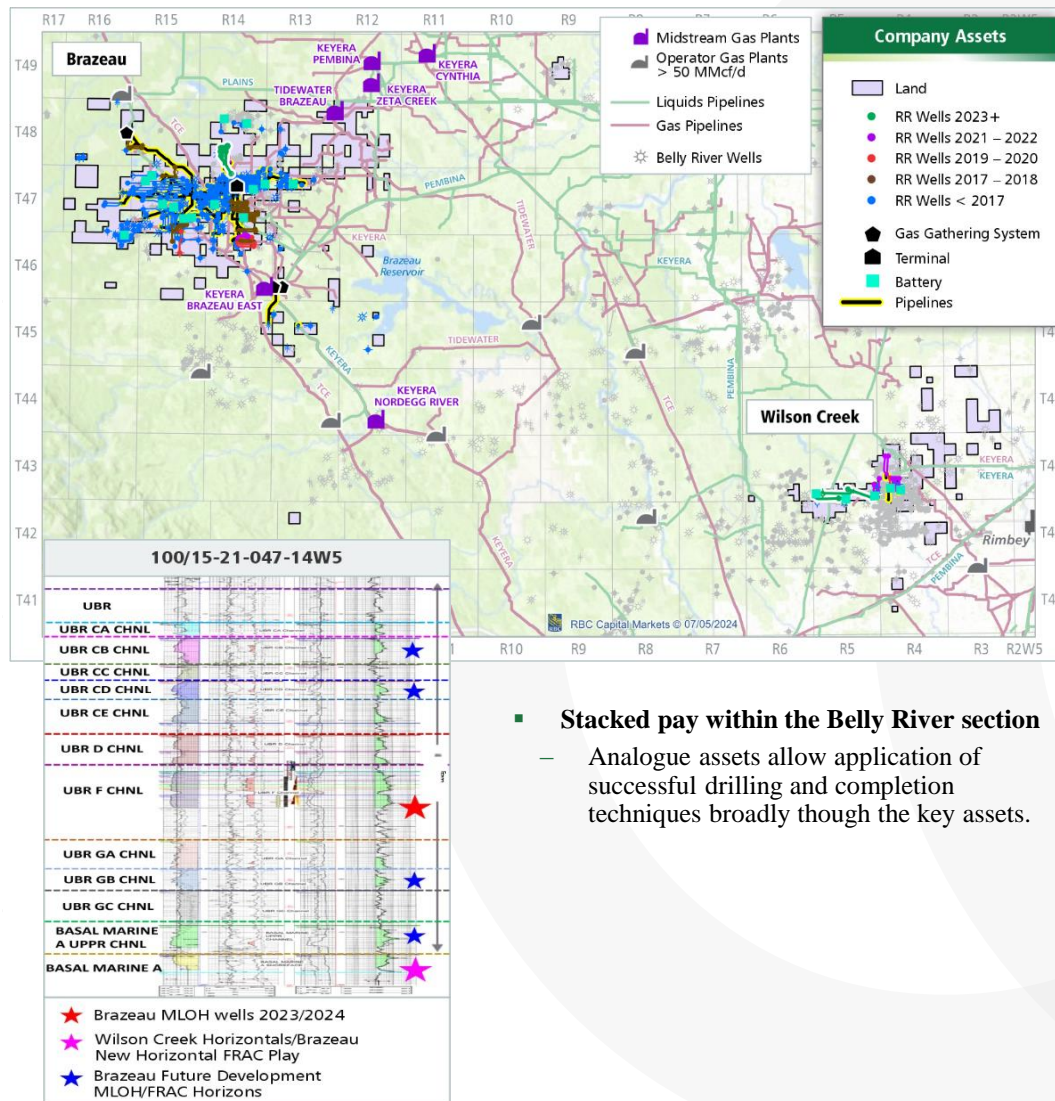 R17 R16 R15 R14 R13 R12 R11 R10 R9 R8 R7 R6 R5 R4 R3 R2W5
Brazeau
T49
T48
T47
T46
T45
T44
T43
T42
T41
KEYERA
PEMBINA
KEYERA
CYNTHIA
KEYERA
ZETA CREEK
TIDEWATER
BRAZEAU
PLAINS
TCE
PEMBINA
KEYERA
TIDEWATER
KEYERA
Brazeau
Reservoir
KEYERA
BRAZEAU EAST
KEYERA
TIDEWATER
PEMBINA
TCE
TCE
KEYERA
NORDEGG RIVER
KEYERA
Wilson Creek
KEYERA
KEYERA
Rimbey
TCE
PEMBINA
Midstream Gas Plants
Operator Gas Plants
> 50 MMcf/d
Liquids Pipelines
Gas Pipelines
Belly River Wells
Company Assets
Land
RR Wells 2023+
RR Wells 2021 – 2022
RR Wells 2019 – 2020
RR Wells 2017 – 2018
RR Wells < 2017
Gas Gathering System
Terminal
Battery
Pipelines
RBC Capital Markets © 07/05/2024
R10 R9 R8 R7 R6 R5 R4 R3 R2W5
100/15-21-047-14W5
UBR
UBR CA CHNL
UBR CB CHNL
UBR CC CHNL
UBR CD CHNL
UBR CE CHNL
UBR D CHNL
UBR F CHNL
UBR GA CHNL
UBR GB CHNL
UBR GC CHNL
BASAL MARINE
A UPPR CHNL
BASAL MARINE A
Brazeau MLOH wells 2023/2024
Wilson Creek Horizontals/Brazeau
New Horizontal FRAC Play
Brazeau Future Development
MLOH/FRAC Horizons
▪ Stacked pay within the Belly River section
– Analogue assets allow application of
successful drilling and completion
techniques broadly though the key assets.